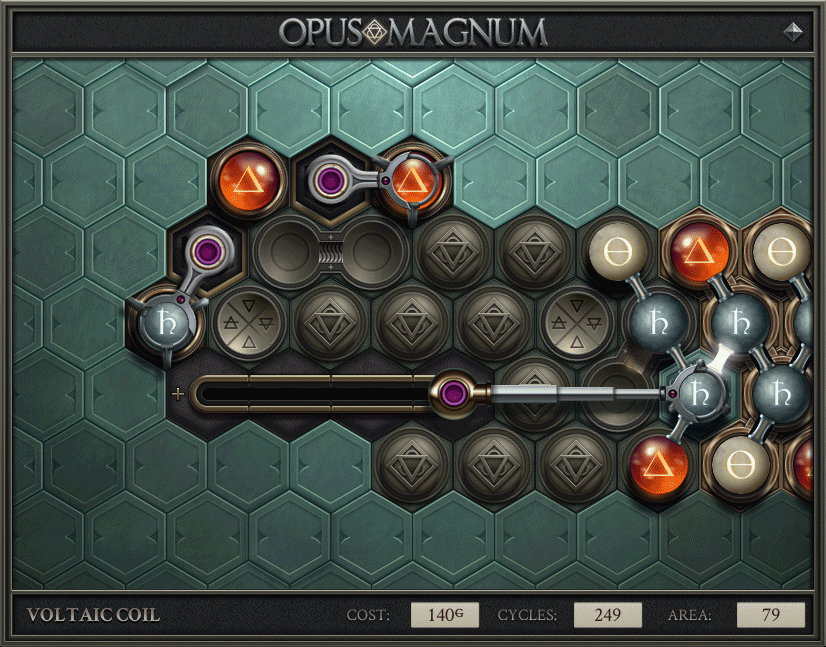 OPUS MAGNUM
VOLTAIC COIL
COST: 140G
CYCLES: 249
AREA: 79